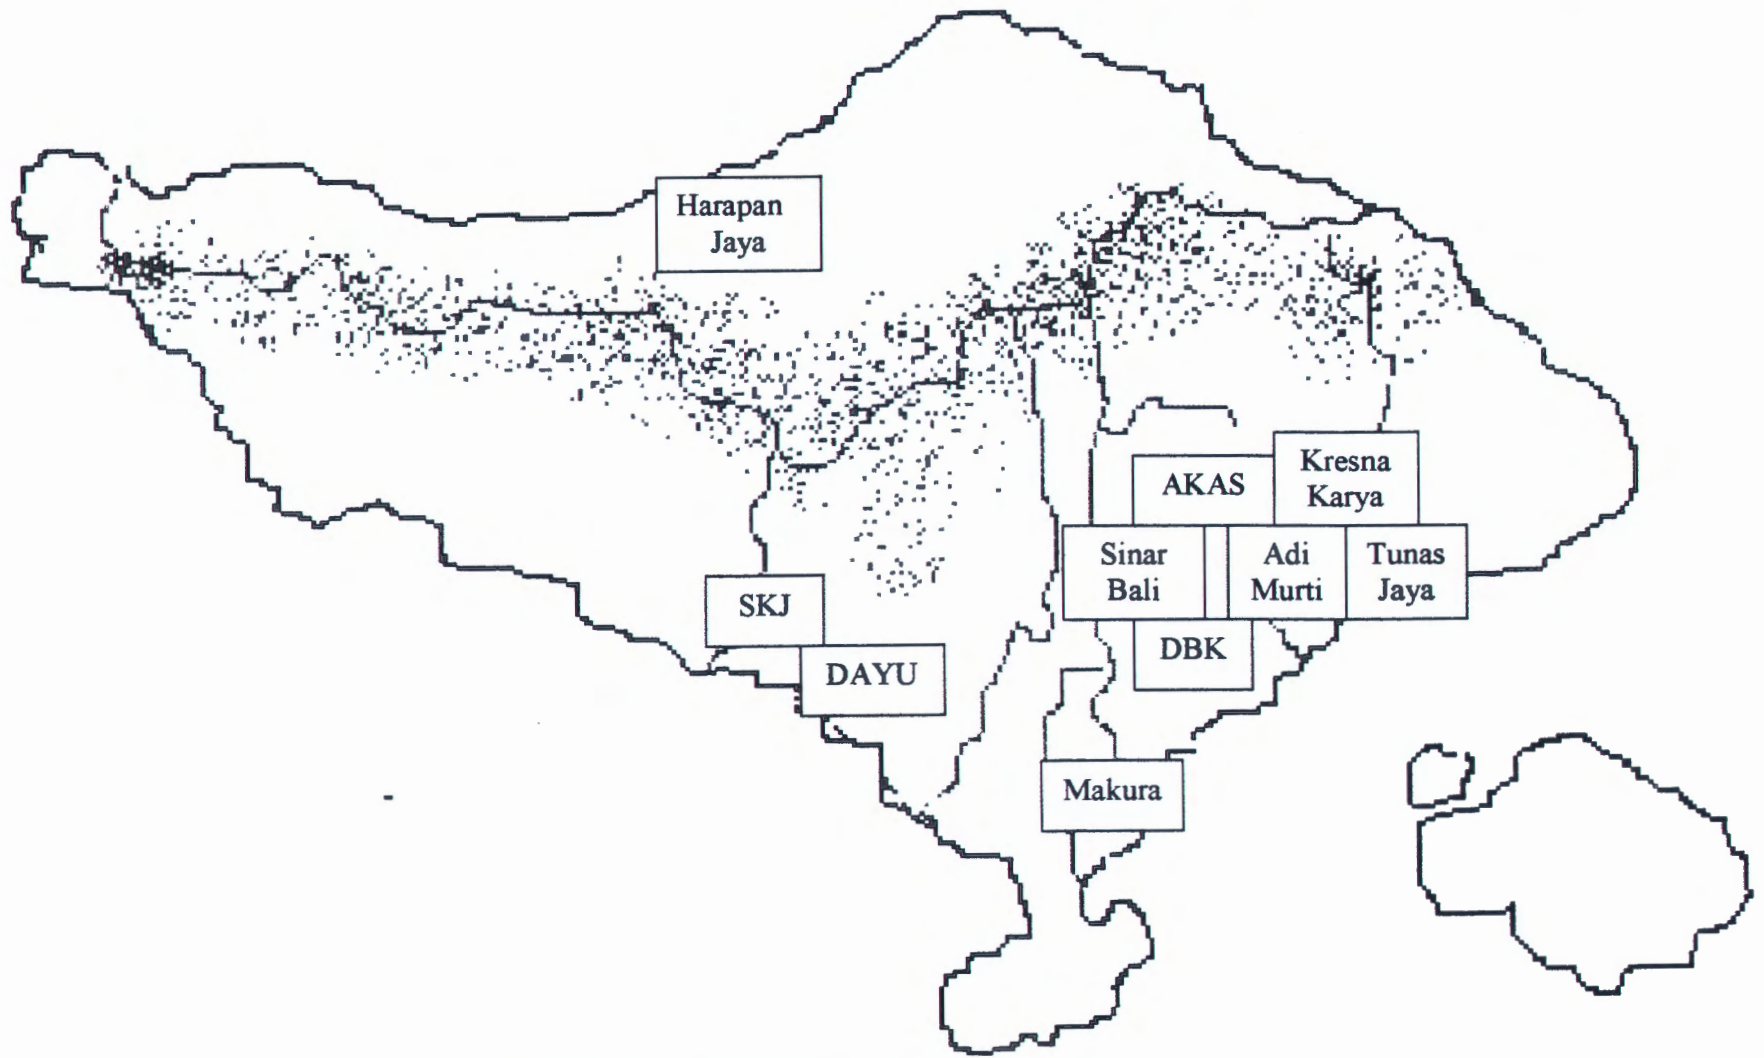 Harapan
Jaya
Kresna
Karya
AKAS
Sinar
Bali
Adi
Murti
Tunas
Jaya
SKJ
DBK
DAYU
Makura